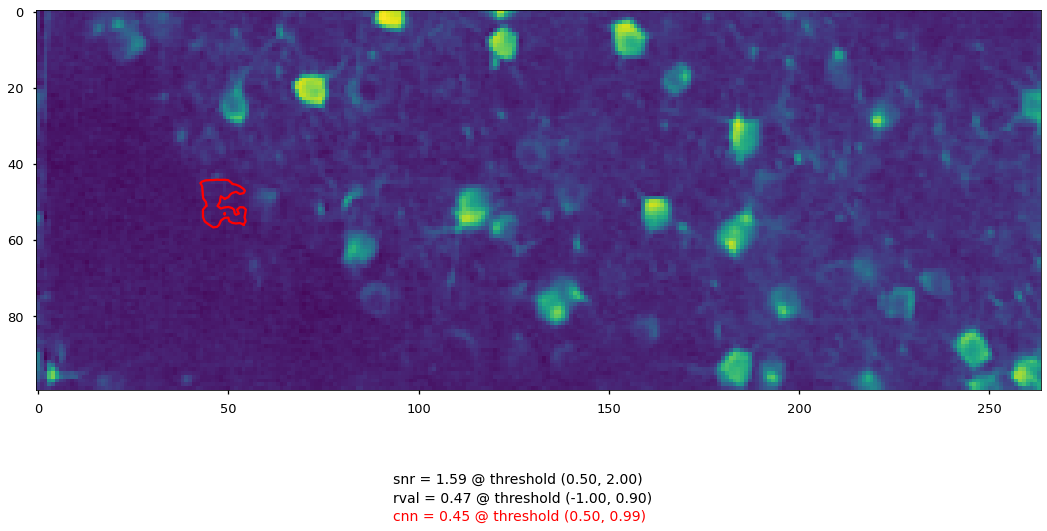 0
20
40
60
80
0 50 100 150 200 250
snr = 1.59 @ threshold (0.50, 2.00)
rval = 0.47 @ threshold (-1.00, 0.90)
cnn = 0.45 @ threshold (0.50, 0.99)